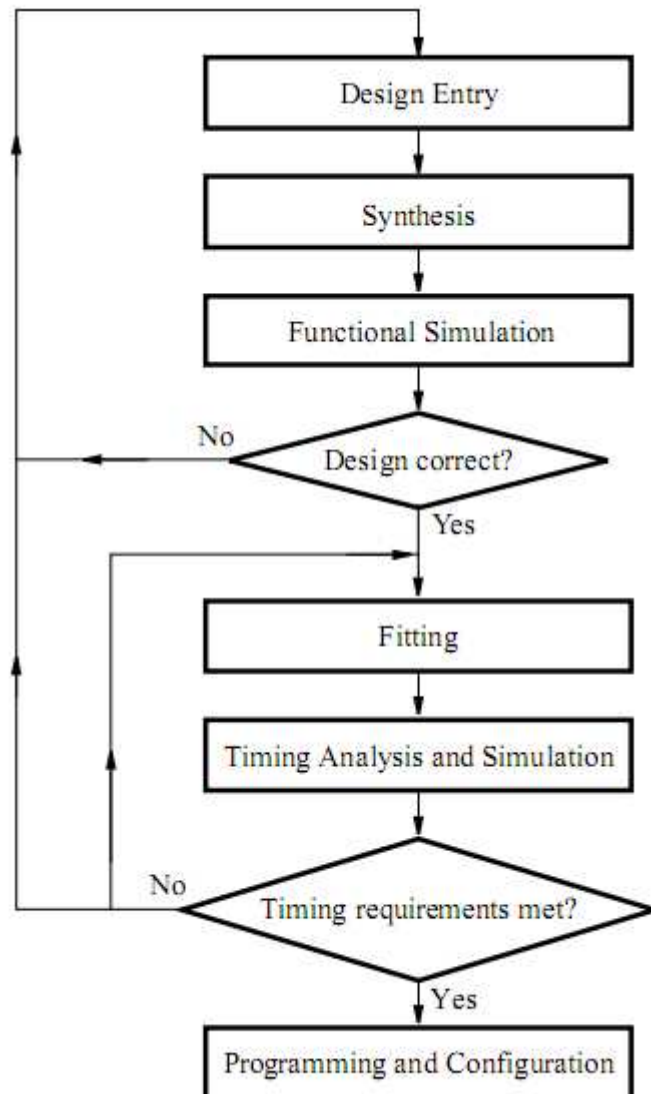 Design Entry
Synthesis
Functional Simulation
No
Design correct?
Yes
Fitting
Timing Analysis and Simulation
No
Timing requirements met?
Yes
Programming and Configuration